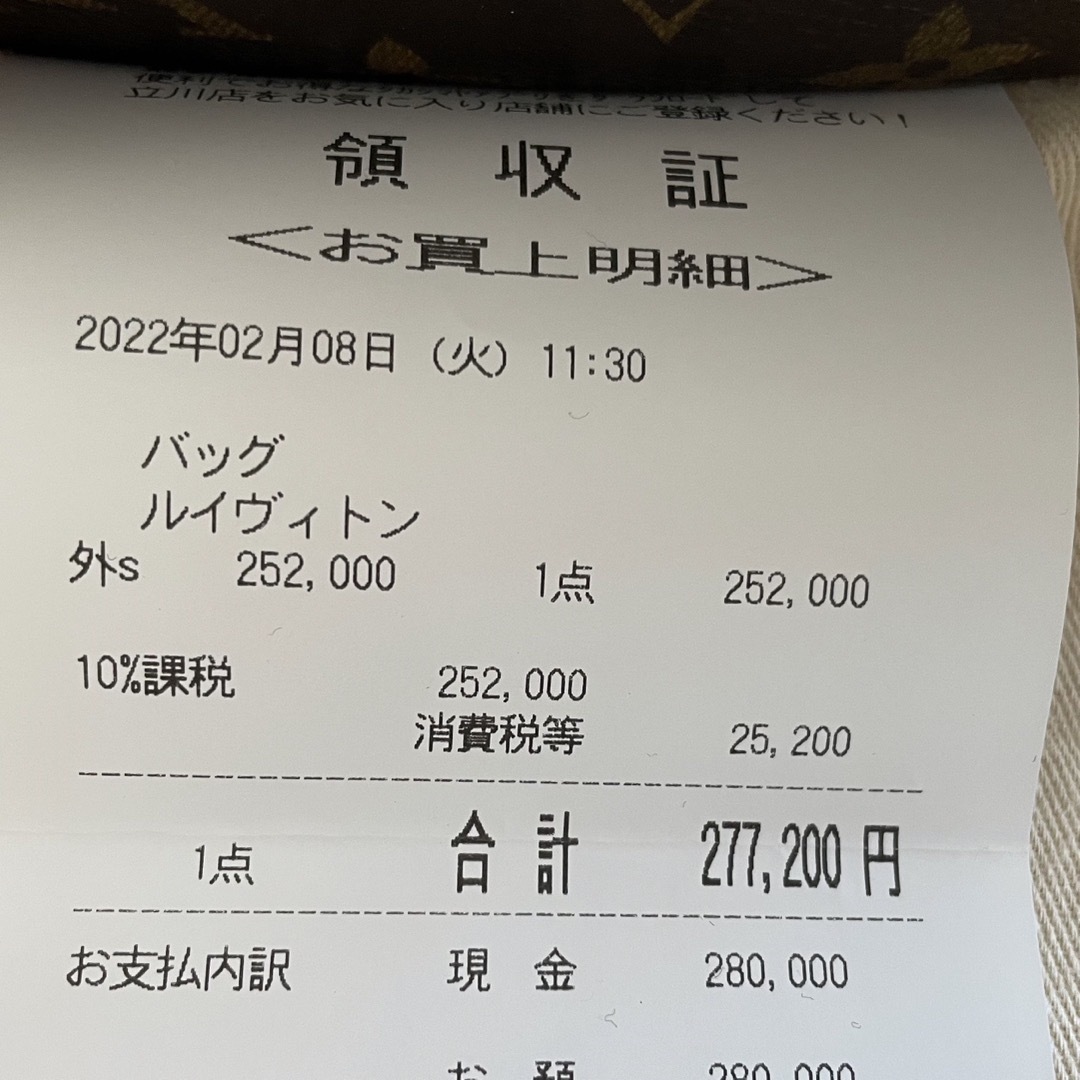 立川店をお気に入り店舗にご登録ください!
領 収 証
<お買上明細>
2022年02月08日 (火) 11:30
バッグ
ルイヴィトン
外s 252,000 1点 252,000
10%課税 252,000
消費税等 25,200
1点 合 計 277,200円
お支払内訳 現 金 280,000
お 預 280,000